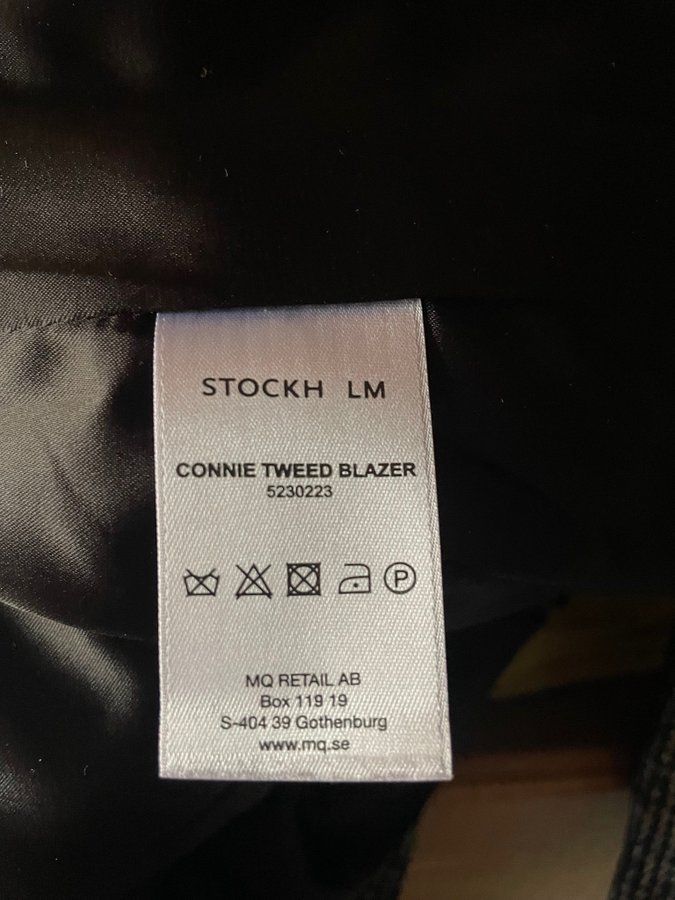 STOCKH LM
CONNIE TWEED BLAZER
5230223
P
MQ RETAIL AB
Box 119 19
S-404 39 Gothenburg
www.mq.se